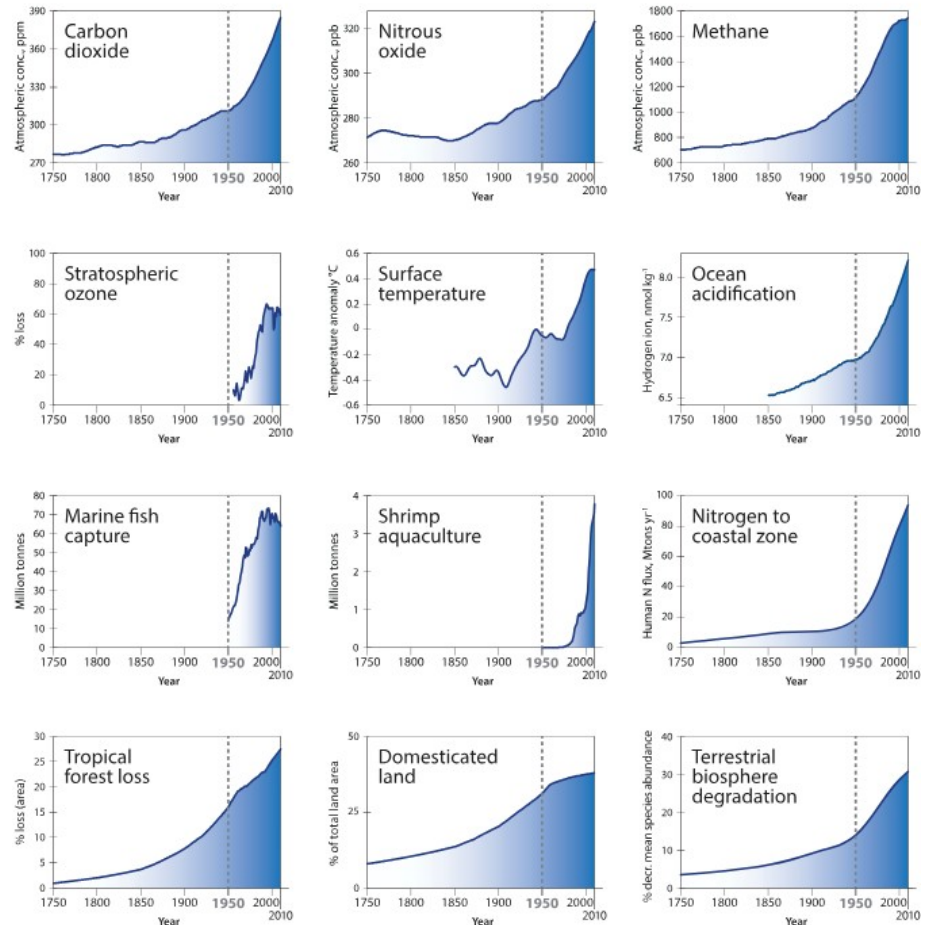 390
Carbon
dioxide
Atmospheric conc., ppm
330
300
270
1750 1800 1850 1900 1950 2000
2010
Year
Nitrous
oxide
Atmospheric conc., ppb
320
300
280
260
1750 1800 1850 1900 1950 2000
2010
Year
1800
Methane
Atmospheric conc., ppb
1600
1400
1200
1000
800
600
1750 1800 1850 1900 1950 2000
2010
Year
100
Stratospheric
ozone
% loss
80
60
40
20
0
1750 1800 1850 1900 1950 2000
2010
Year
0.6
Surface
temperature
Temperature anomaly °C
0.4
0.2
0
-0.2
-0.4
-0.6
1750 1800 1850 1900 1950 2000
2010
Year
Ocean
acidification
Hydrogen ion, nmol kg⁻¹
8.0
7.5
7.0
6.5
1750 1800 1850 1900 1950 2000
2010
Year
80
Marine fish
capture
Million tonnes
70
60
50
40
30
20
10
0
1750 1800 1850 1900 1950 2000
2010
Year
4
Shrimp
aquaculture
Million tonnes
3
2
1
0
1750 1800 1850 1900 1950 2000
2010
Year
100
Nitrogen to
coastal zone
Human N flux, Mtons yr⁻¹
80
60
40
20
0
1750 1800 1850 1900 1950 2000
2010
Year
30
Tropical
forest loss
% loss (area)
25
20
15
10
5
0
1750 1800 1850 1900 1950 2000
2010
Year
50
Domesticated
land
% of total land area
25
0
1750 1800 1850 1900 1950 2000
2010
Year
40
Terrestrial
biosphere
degradation
% decr. mean species abundance
30
20
10
0
1750 1800 1850 1900 1950 2000
2010
Year